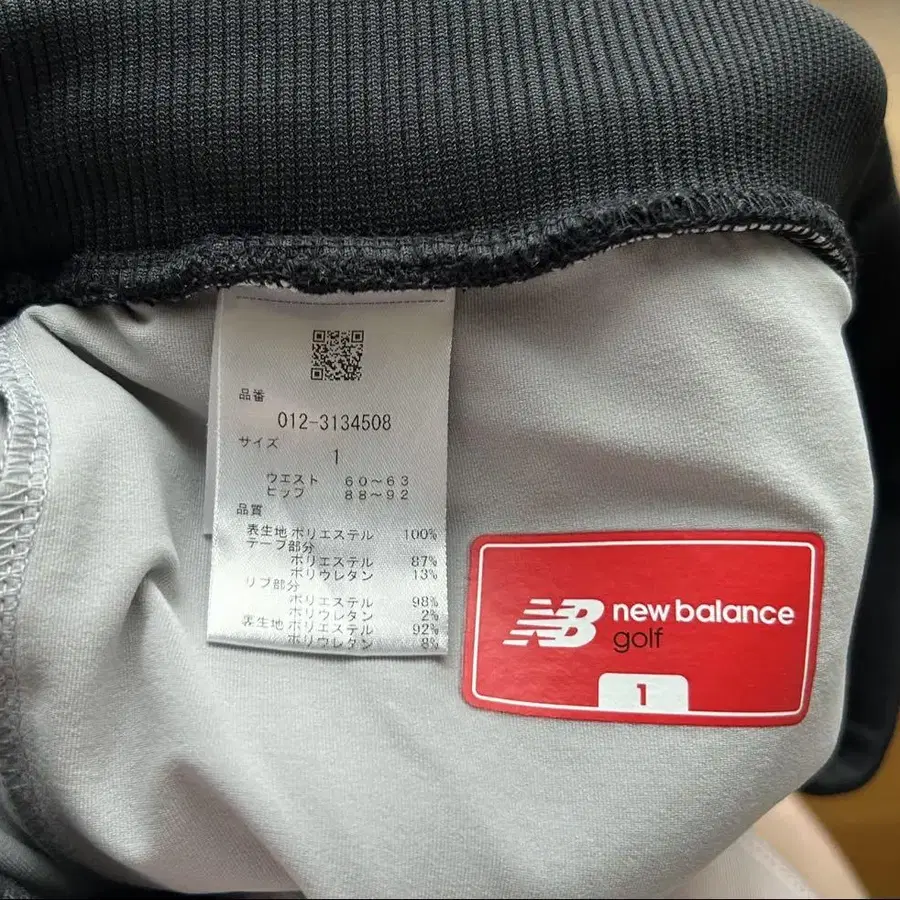 品番
012-3134508
サイズ
1
ウエスト 60～63
ヒップ 88～92
品質
表生地 ポリエステル 100%
テープ部分
ポリエステル 87%
ポリウレタン 13%
リブ部分
ポリエステル 98%
ポリウレタン 2%
表生地 ポリエステル 92%
ポリウレタン 8%
NB new balance
golf
1